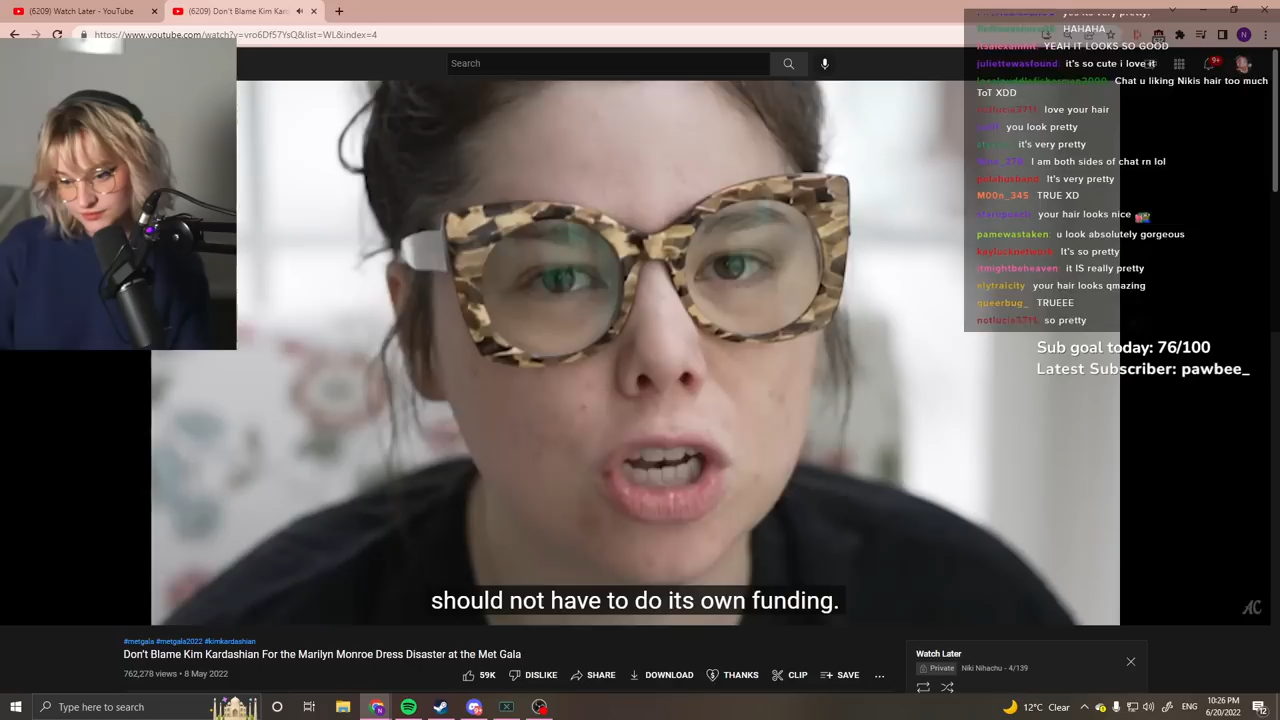 (6209) Watch Later - YouTube
(6209) Don't Blame Kim Kar
https://www.youtube.com/watch?v=vro6Df57YsQ&list=WL&index=4
Search
9+
N
HAHAHA
YEAH IT LOOKS SO GOOD
juliettewasfound: it's so cute i love it
Chat u liking Nikis hair too much
ToT XDD
love your hair
you look pretty
it's very pretty
I am both sides of chat rn lol
It's very pretty
M00n_345: TRUE XD
your hair looks nice
pamewastaken: u look absolutely gorgeous
It's so pretty
itmightbeheaven: it IS really pretty
elytraicity your hair looks qmazing
queerbug_ TRUEEE
so pretty
Sub goal today: 76/100
Latest Subscriber: pawbee_
should not have to do its own funding.
AC
#metgala #metgala2022 #kimkardashian
Don't Blame Kim Kardashian For the Marilyn Monroe Dress Disaster at the Met Gala
762,278 views • 8 May 2022
59K
DISLIKE
SHARE
DOWNLOAD
THANKS
CLIP
SAVE
Watch Later
Private
Niki Nihachu - 4/139
Type here to search
12°C Clear
10:26 PM
6/20/2022
12